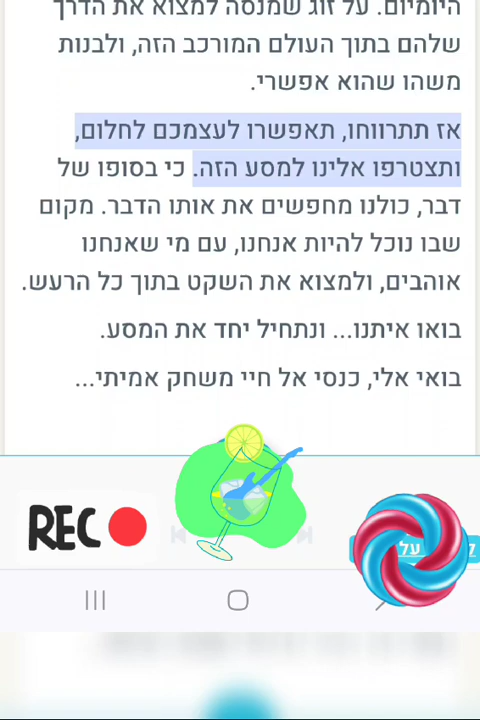 היומיום. על זוג שמנסה למצוא את הדרך
שלהם בתוך העולם המורכב הזה, ולבנות
משהו שהוא אפשרי.
אז תתרווחו, תאפשרו לעצמכם לחלום,
ותצטרפו אלינו למסע הזה. כי בסופו של
דבר, כולנו מחפשים את אותו הדבר. מקום
שבו נוכל להיות אנחנו, עם מי שאנחנו
אוהבים, ולמצוא את השקט בתוך כל הרעש.
בואו איתנו... ונתחיל יחד את המסע.
בואי אלי, כנסי אל חיי משחק אמיתי...
REC
על